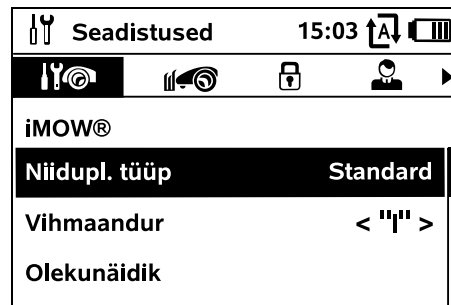 Seadistused 15:03 A
iMOW®
Niidupl. tüüp Standard
Vihmaandur < "|" >
Olekunäidik